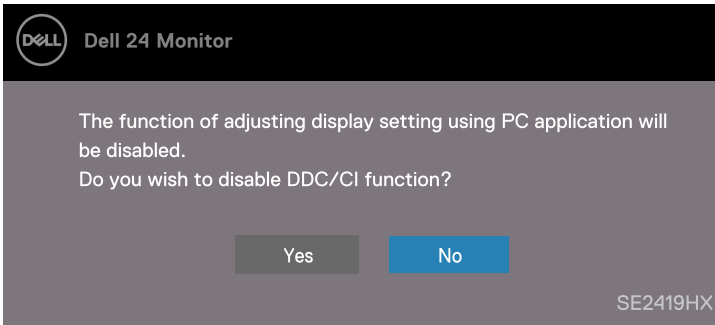 DELL
Dell 24 Monitor
The function of adjusting display setting using PC application will
be disabled.
Do you wish to disable DDC/CI function?
Yes
No
SE2419HX